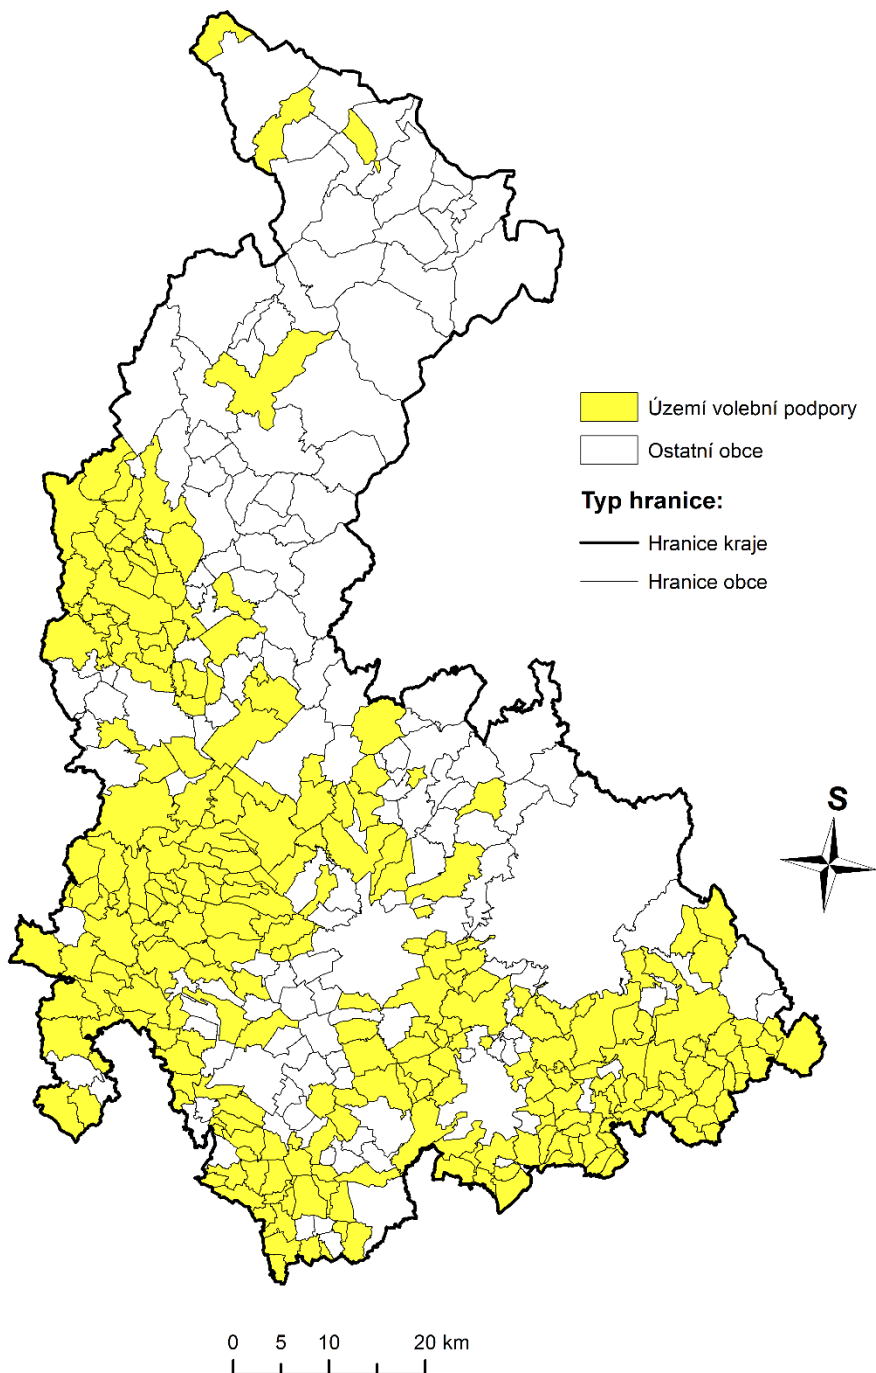 Území volební podpory
Ostatní obce
Typ hranice:
Hranice kraje
Hranice obce
S
0 5 10 20 km